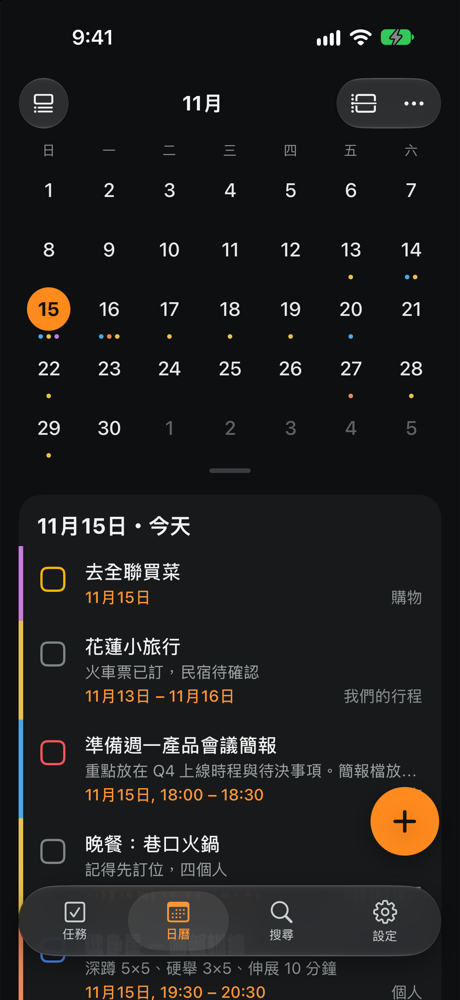 9:41
11月
日 一 二 三 四 五 六
1 2 3 4 5 6 7
8 9 10 11 12 13 14
15 16 17 18 19 20 21
22 23 24 25 26 27 28
29 30 1 2 3 4 5
11月15日・今天
去全聯買菜
11月15日 購物
花蓮小旅行
火車票已訂，民宿待確認
11月13日 – 11月16日 我們的行程
準備週一產品會議簡報
重點放在 Q4 上線時程與待決事項。簡報檔放...
11月15日, 18:00 – 18:30
晚餐：巷口火鍋
記得先訂位，四個人
任務 日曆 搜尋 設定
深蹲 5×5、硬舉 3×5、伸展 10 分鐘
11月15日, 19:30 – 20:30 個人